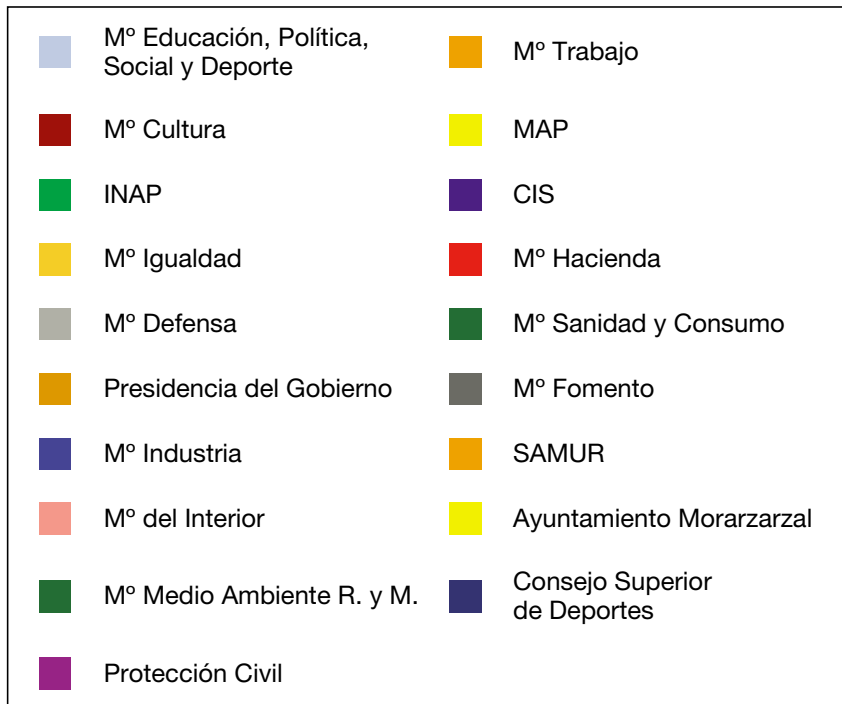 Mº Educación, Política,
Social y Deporte
Mº Cultura
INAP
Mº Igualdad
Mº Defensa
Presidencia del Gobierno
Mº Industria
Mº del Interior
Mº Medio Ambiente R. y M.
Protección Civil
Mº Trabajo
MAP
CIS
Mº Hacienda
Mº Sanidad y Consumo
Mº Fomento
SAMUR
Ayuntamiento Morarzarzal
Consejo Superior
de Deportes